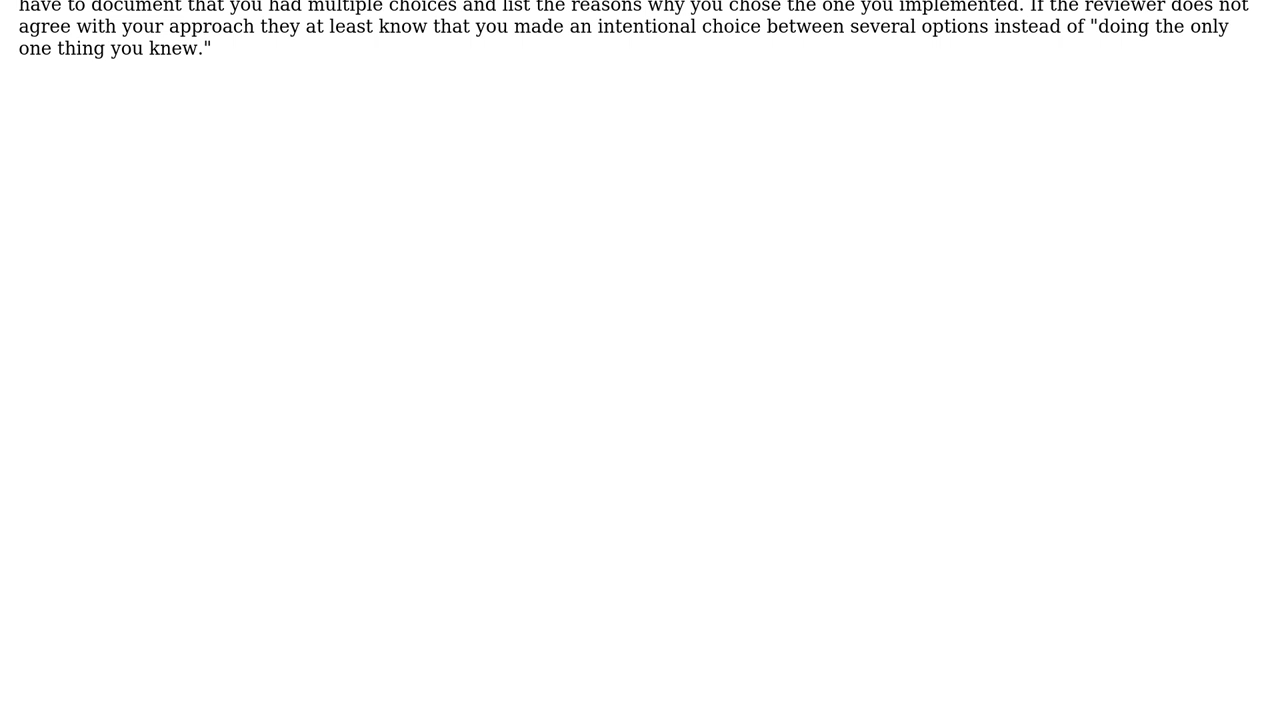 have to document that you had multiple choices and list the reasons why you chose the one you implemented. If the reviewer does not
agree with your approach they at least know that you made an intentional choice between several options instead of "doing the only
one thing you knew."